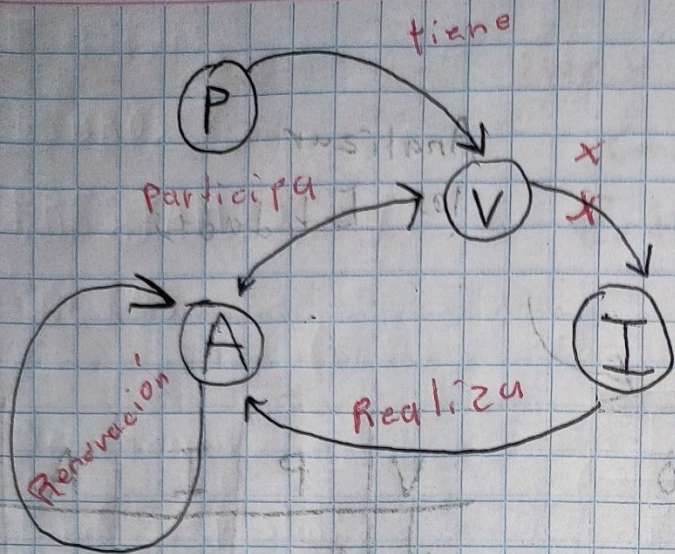 tiene
P
x
Participa
V
x
A
I
Realiza
Renovación